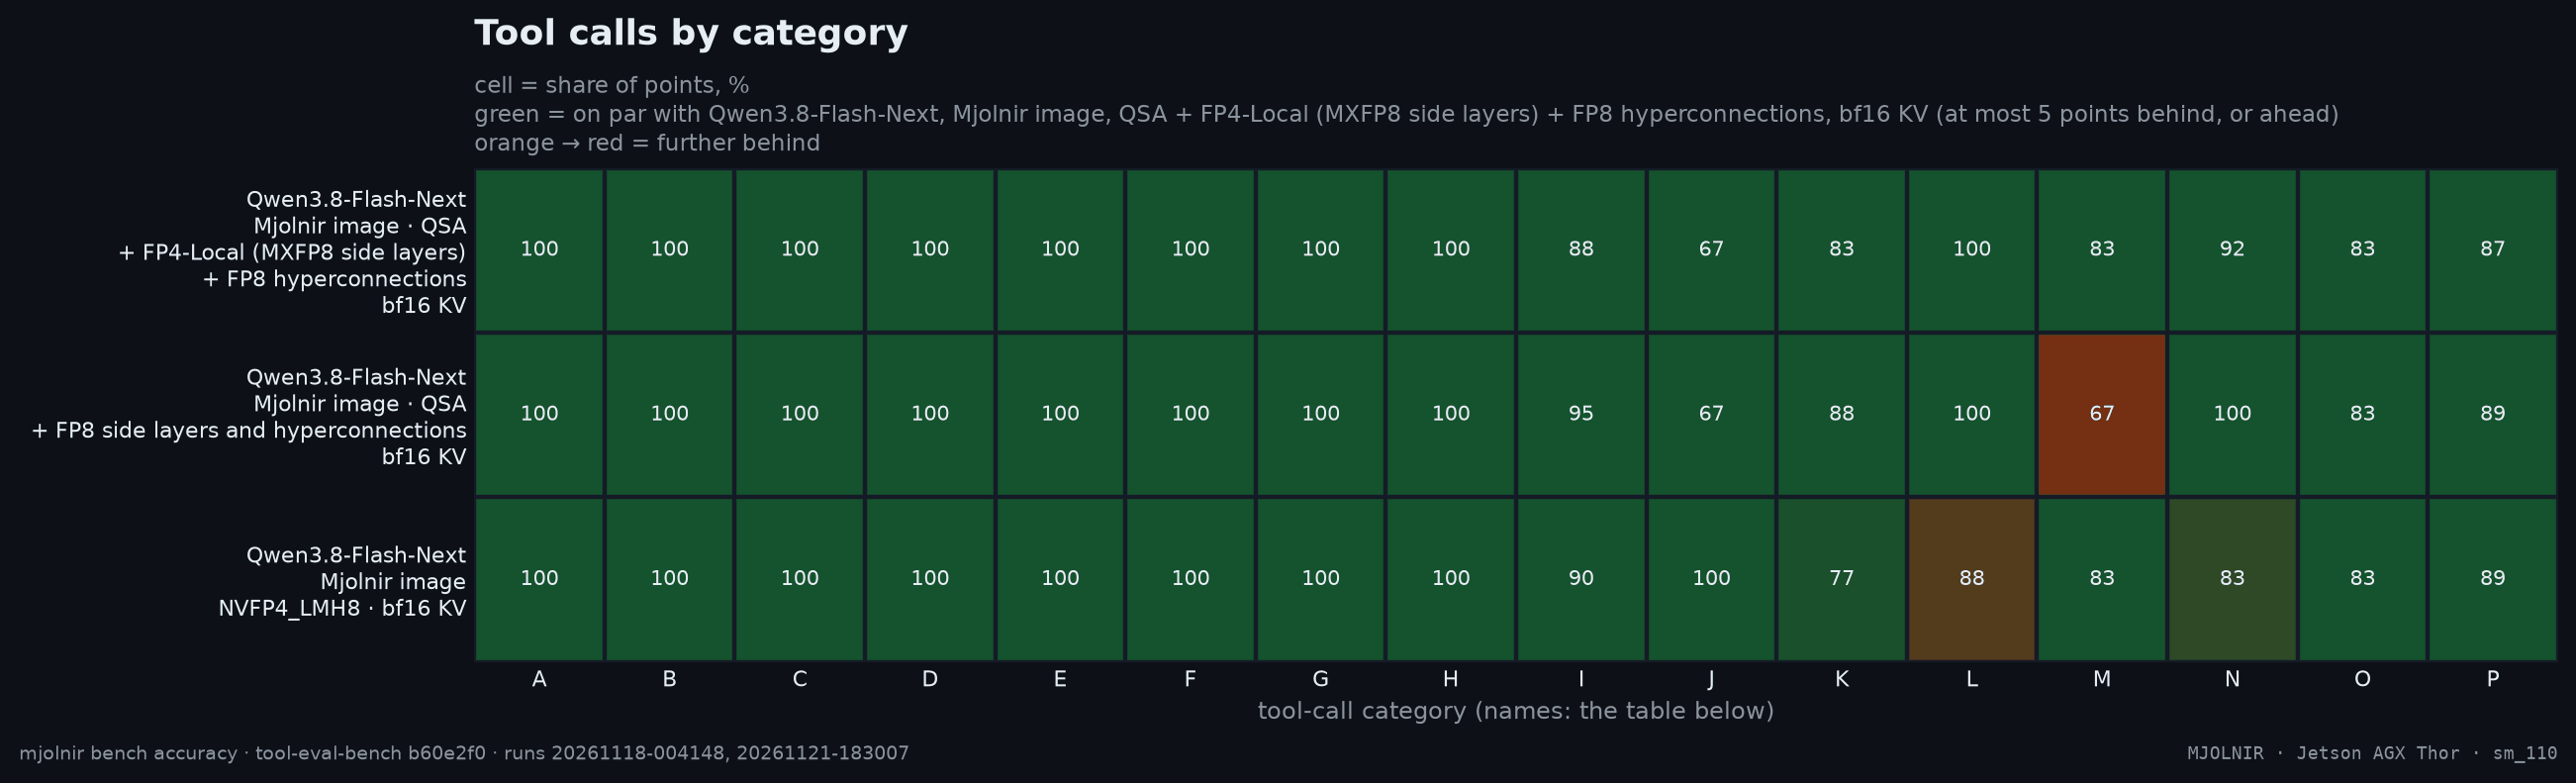 Tool calls by category
cell = share of points, %
green = on par with Qwen3.8-Flash-Next, Mjolnir image, QSA + FP4-Local (MXFP8 side layers) + FP8 hyperconnections, bf16 KV (at most 5 points behind, or ahead)
orange → red = further behind
Qwen3.8-Flash-Next
Mjolnir image · QSA
+ FP4-Local (MXFP8 side layers)
+ FP8 hyperconnections
bf16 KV
100 100 100 100 100 100 100 100 88 67 83 100 83 92 83 87
Qwen3.8-Flash-Next
Mjolnir image · QSA
+ FP8 side layers and hyperconnections
bf16 KV
100 100 100 100 100 100 100 100 95 67 88 100 67 100 83 89
Qwen3.8-Flash-Next
Mjolnir image
NVFP4_LMH8 · bf16 KV
100 100 100 100 100 100 100 100 90 100 77 88 83 83 83 89
A B C D E F G H I J K L M N O P
tool-call category (names: the table below)
mjolnir bench accuracy · tool-eval-bench b60e2f0 · runs 20261118-004148, 20261121-183007
MJOLNIR · Jetson AGX Thor · sm_110